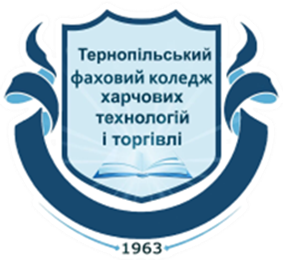 Тернопільський
фаховий коледж
харчових
технологій
і торгівлі
1963